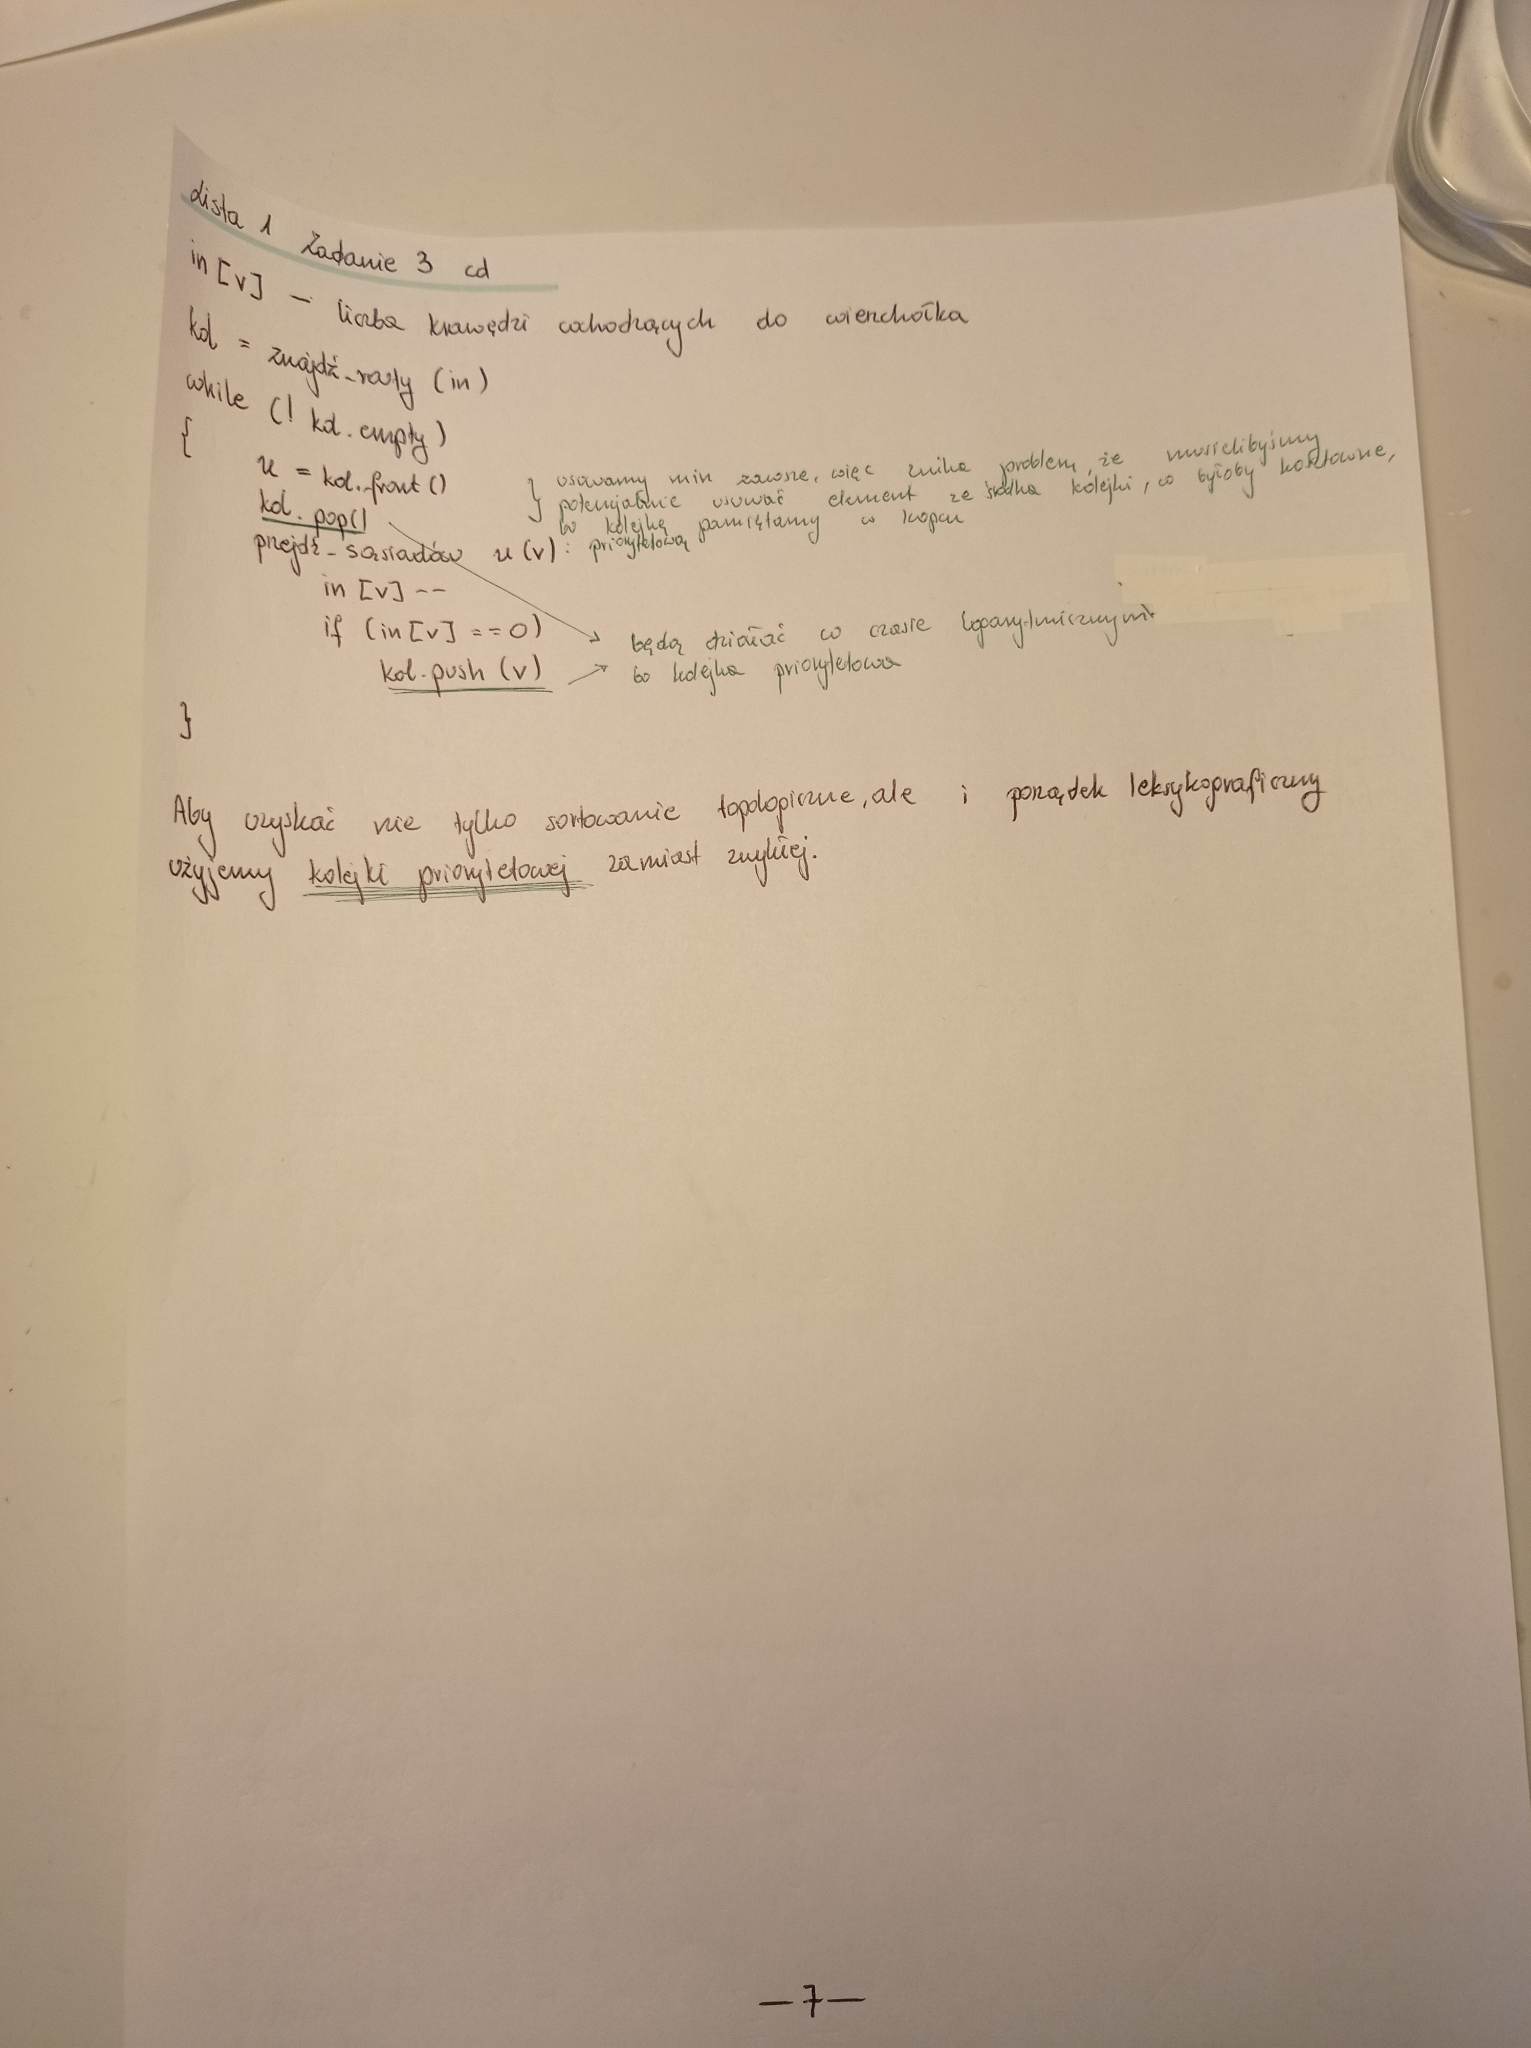 Lista 1 Zadanie 3 cd
in [v] – liczba krawędzi wchodzących do wierzchołka
kol = znajdź_rooty (in)
while (! kol. empty)
{
u = kol. front ()
kol. pop()
} usuwamy min zawsze, więc znika problem, że musielibyśmy
potencjalnie usuwać element ze środka kolejki, co byłoby kosztowne,
bo kolejkę priorytetową pamiętamy w kopcu
przejdź_sąsiadów u (v) :
in [v] --
if (in [v] == 0)
kol. push (v)
będą działać w czasie logarytmicznym
bo kolejka priorytetowa
}
Aby uzyskać nie tylko sortowanie topologiczne, ale i porządek leksykograficzny
użyjemy kolejki priorytetowej zamiast zwykłej.
– 7 –